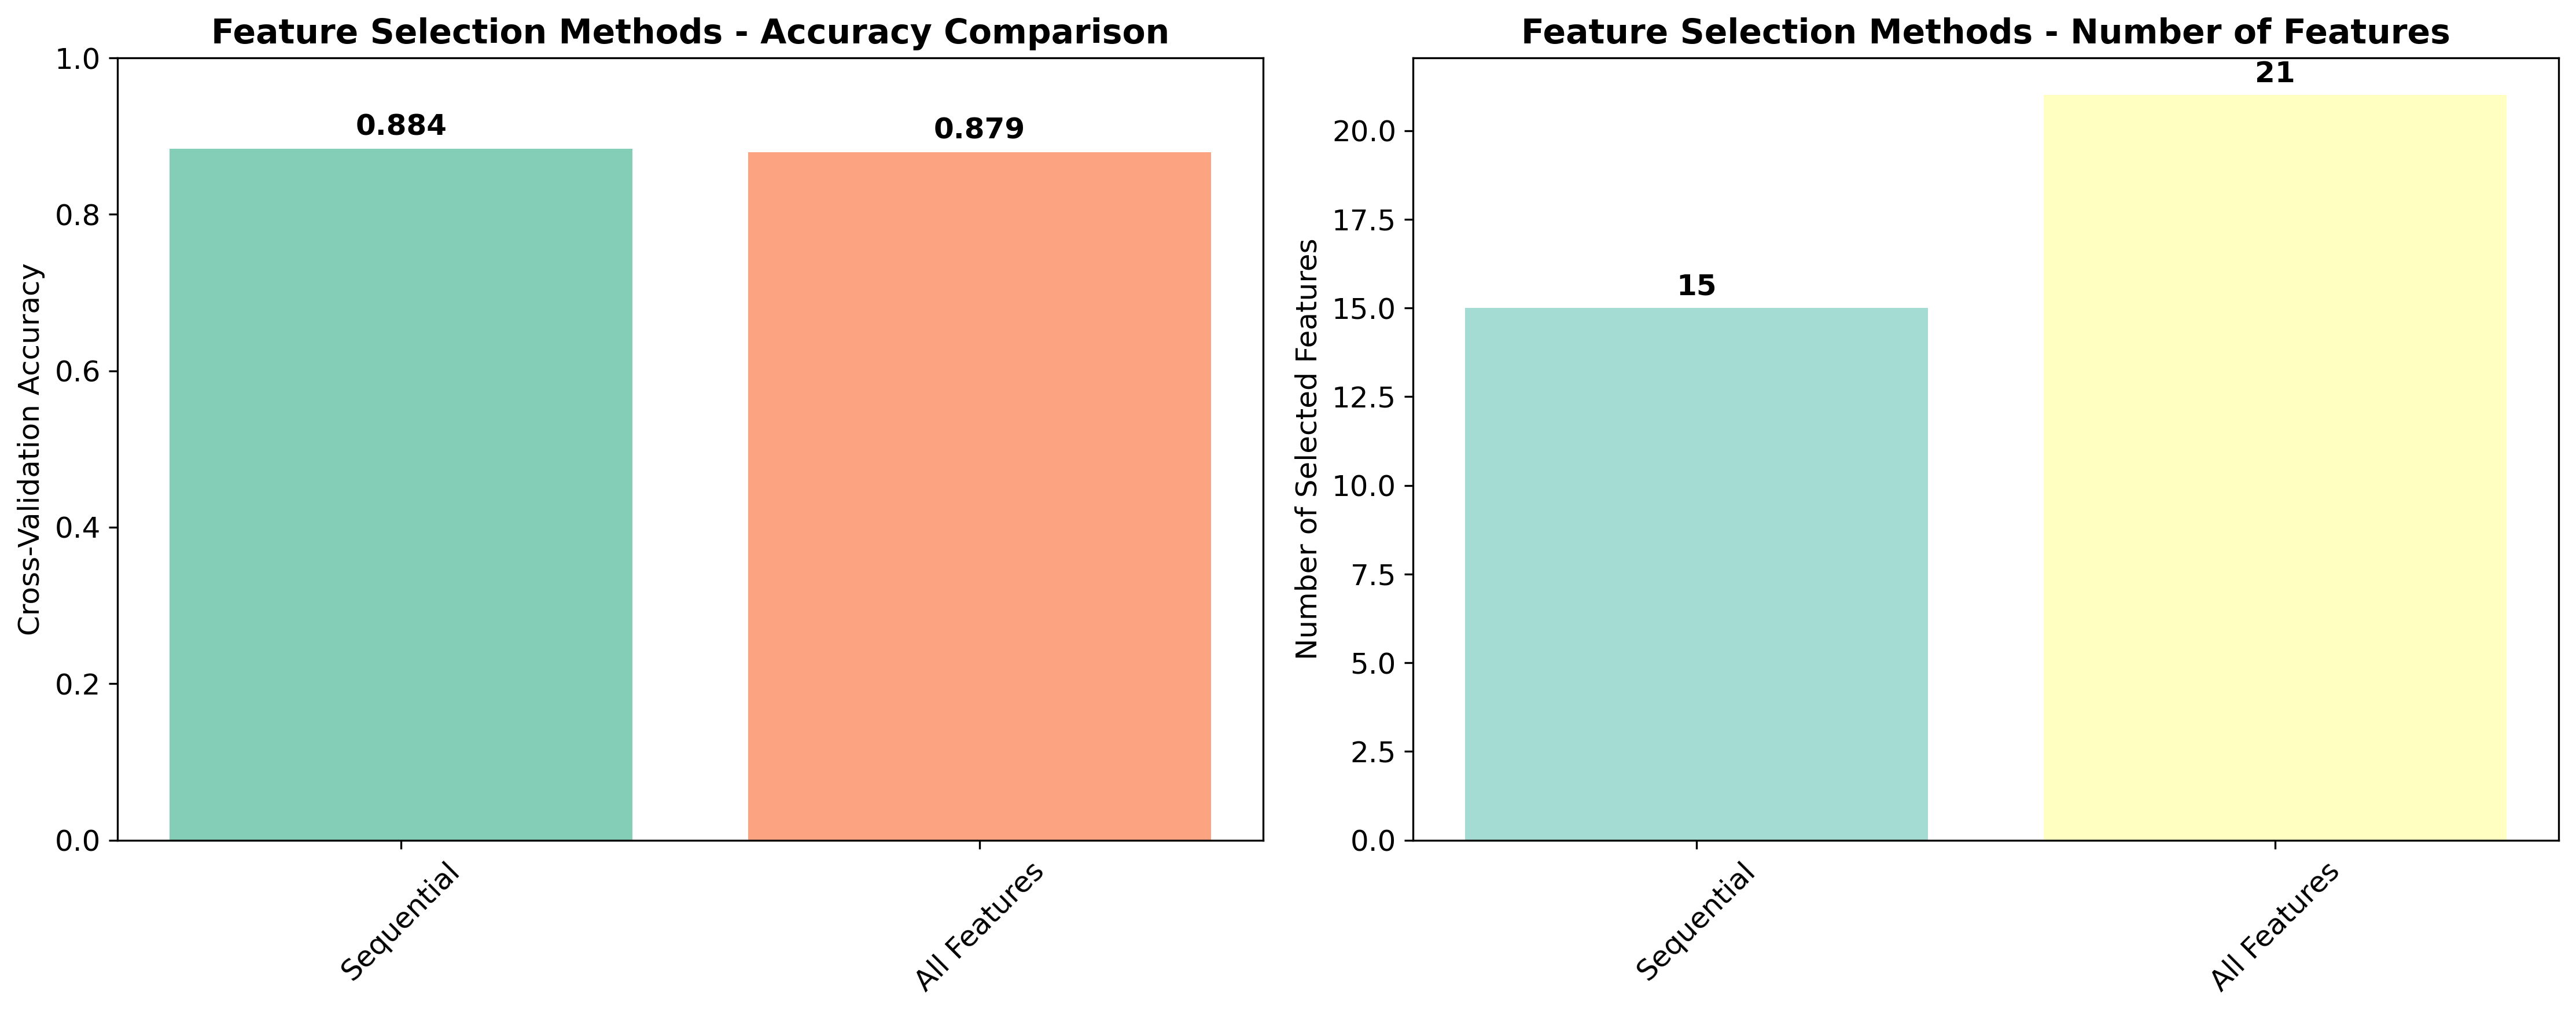 Feature Selection Methods - Accuracy Comparison
Cross-Validation Accuracy
1.0
0.8
0.6
0.4
0.2
0.0
0.884
0.879
Sequential
All Features
Feature Selection Methods - Number of Features
Number of Selected Features
20.0
17.5
15.0
12.5
10.0
7.5
5.0
2.5
0.0
15
21
Sequential
All Features